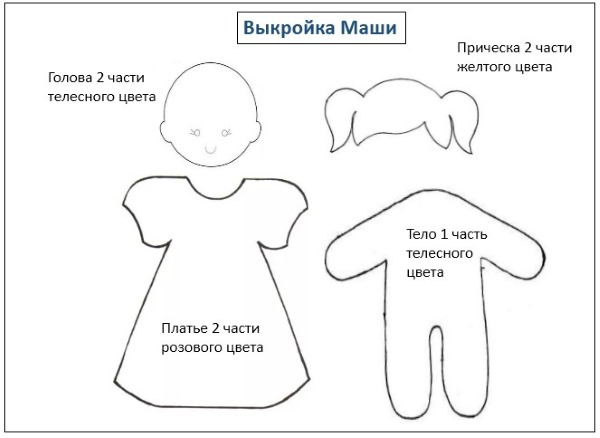 Выкройка Маши
Прическа 2 части
желтого цвета
Голова 2 части
телесного цвета
Тело 1 часть
телесного
цвета
Платье 2 части
розового цвета